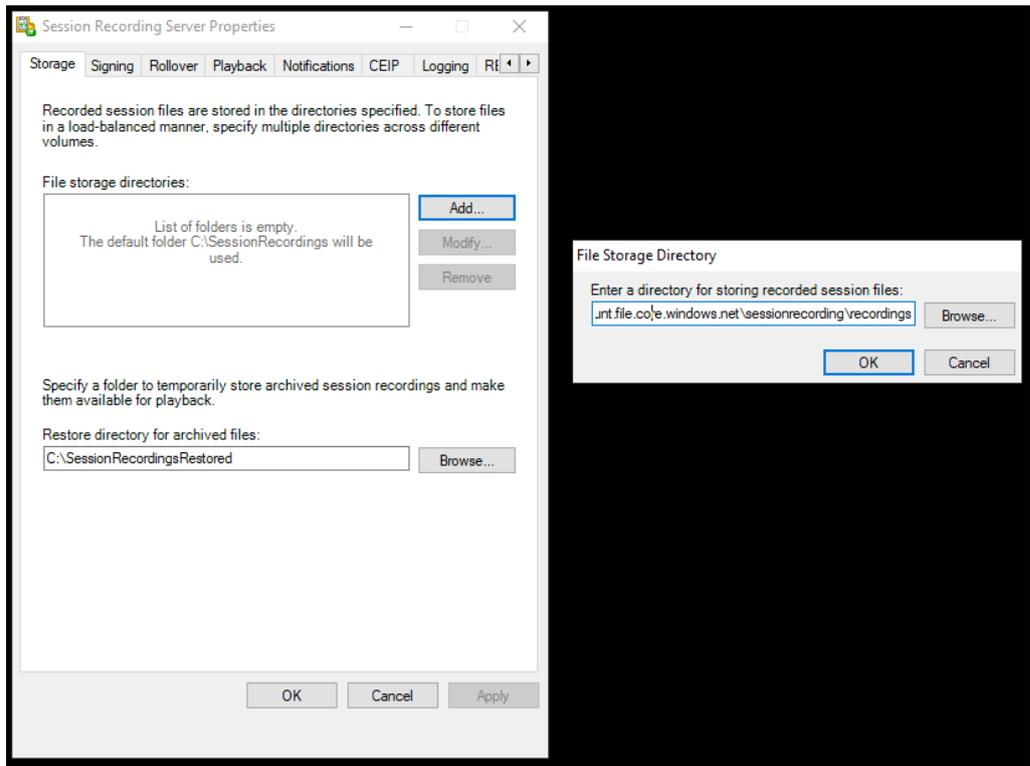 Session Recording Server Properties
Storage Signing Rollover Playback Notifications CEIP Logging
Recorded session files are stored in the directories specified. To store files
in a load-balanced manner, specify multiple directories across different
volumes.
File storage directories:
List of folders is empty.
The default folder C:\SessionRecordings will be
used.
Add...
Modify...
Remove
Specify a folder to temporarily store archived session recordings and make
them available for playback.
Restore directory for archived files:
C:\SessionRecordingsRestored
Browse...
OK Cancel Apply
File Storage Directory
Enter a directory for storing recorded session files:
unt.file.core.windows.net\sessionrecording\recordings
Browse...
OK Cancel